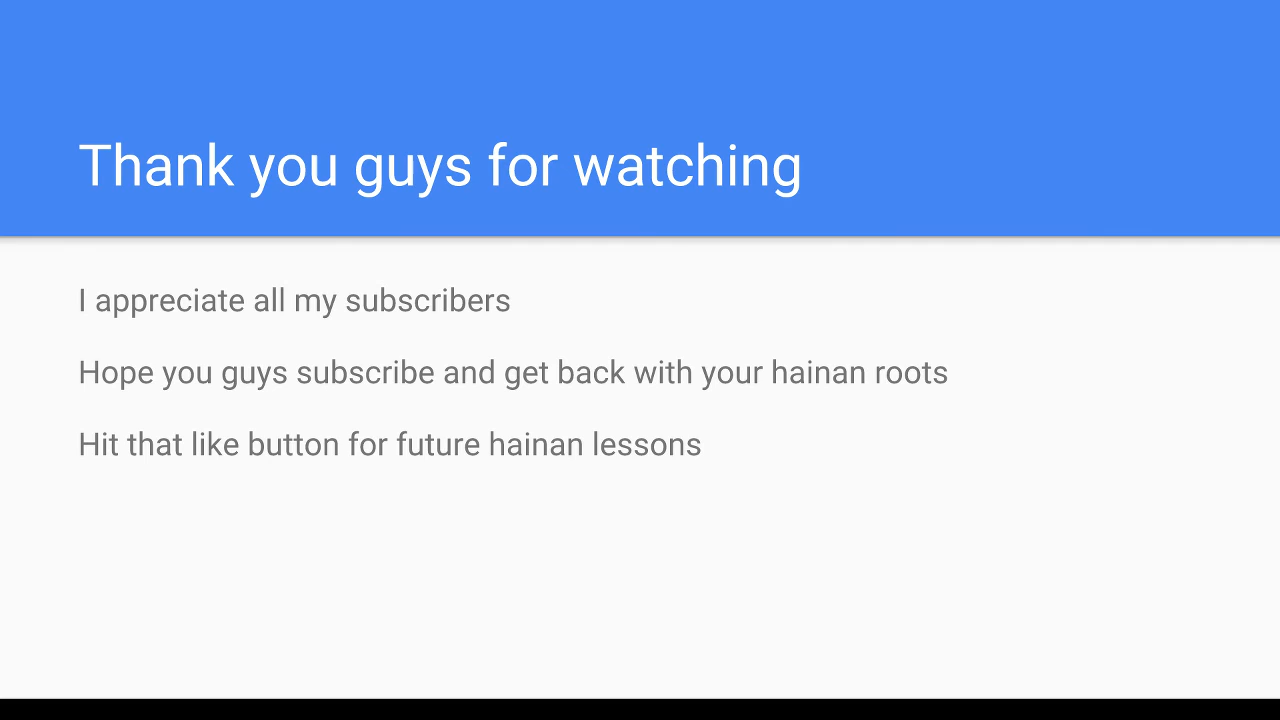 Thank you guys for watching
I appreciate all my subscribers
Hope you guys subscribe and get back with your hainan roots
Hit that like button for future hainan lessons